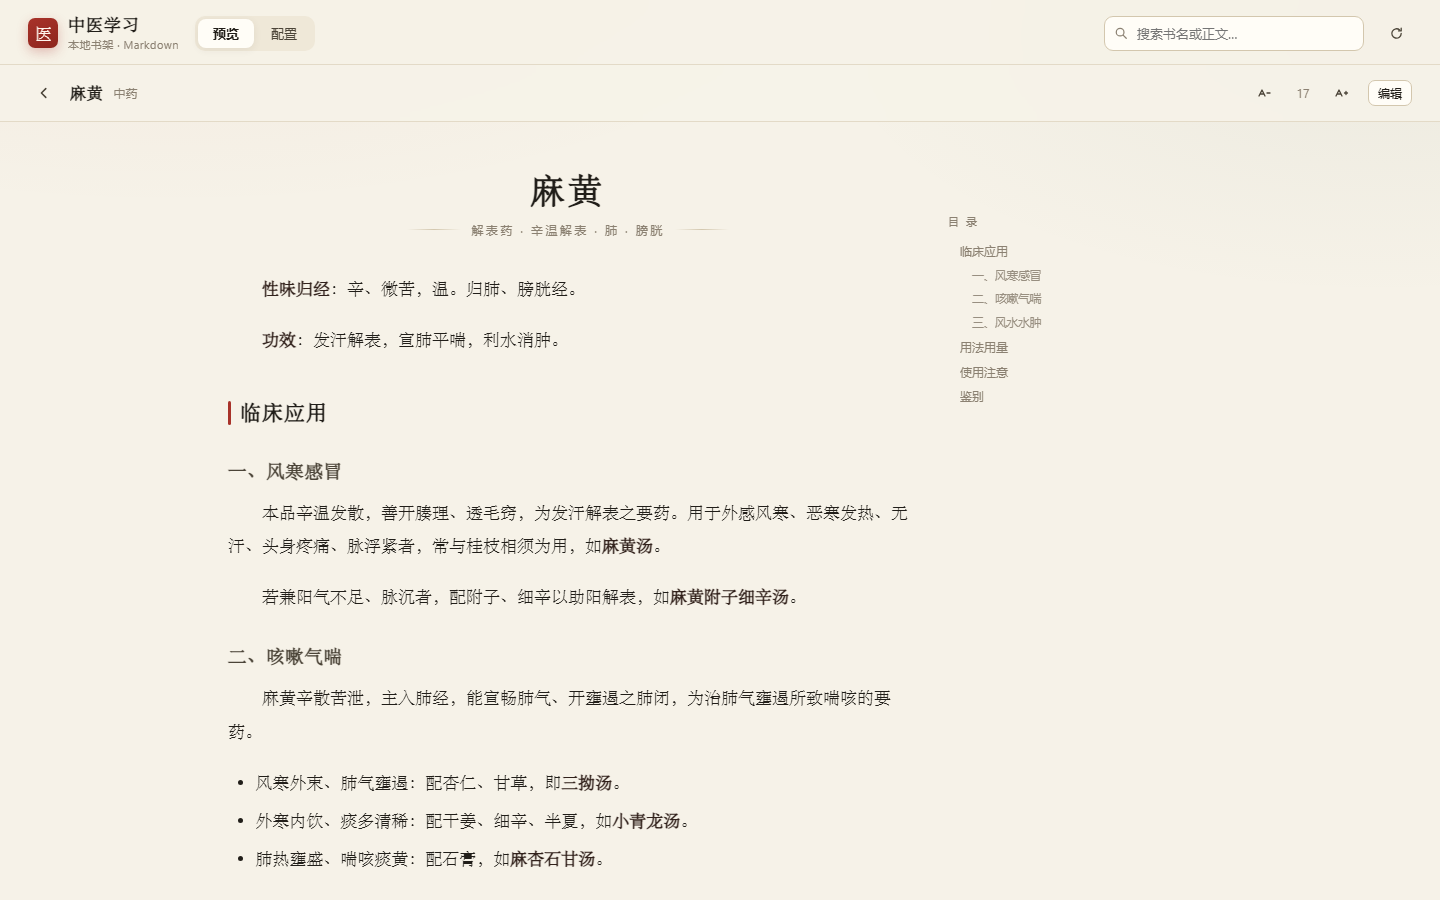 医
中医学习
本地书架 · Markdown
预览
配置
搜索书名或正文...
麻黄
中药
A-
17
A+
编辑
麻黄
解表药 · 辛温解表 · 肺 · 膀胱
性味归经：辛、微苦，温。归肺、膀胱经。
功效：发汗解表，宣肺平喘，利水消肿。
临床应用
一、风寒感冒
本品辛温发散，善开腠理、透毛窍，为发汗解表之要药。用于外感风寒、恶寒发热、无
汗、头身疼痛、脉浮紧者，常与桂枝相须为用，如麻黄汤。
若兼阳气不足、脉沉者，配附子、细辛以助阳解表，如麻黄附子细辛汤。
二、咳嗽气喘
麻黄辛散苦泄，主入肺经，能宣畅肺气、开壅遏之肺闭，为治肺气壅遏所致喘咳的要
药。
• 风寒外束、肺气壅遏：配杏仁、甘草，即三拗汤。
• 外寒内饮、痰多清稀：配干姜、细辛、半夏，如小青龙汤。
• 肺热壅盛、喘咳痰黄：配石膏，如麻杏石甘汤。
目 录
临床应用
一、风寒感冒
二、咳嗽气喘
三、风水水肿
用法用量
使用注意
鉴别